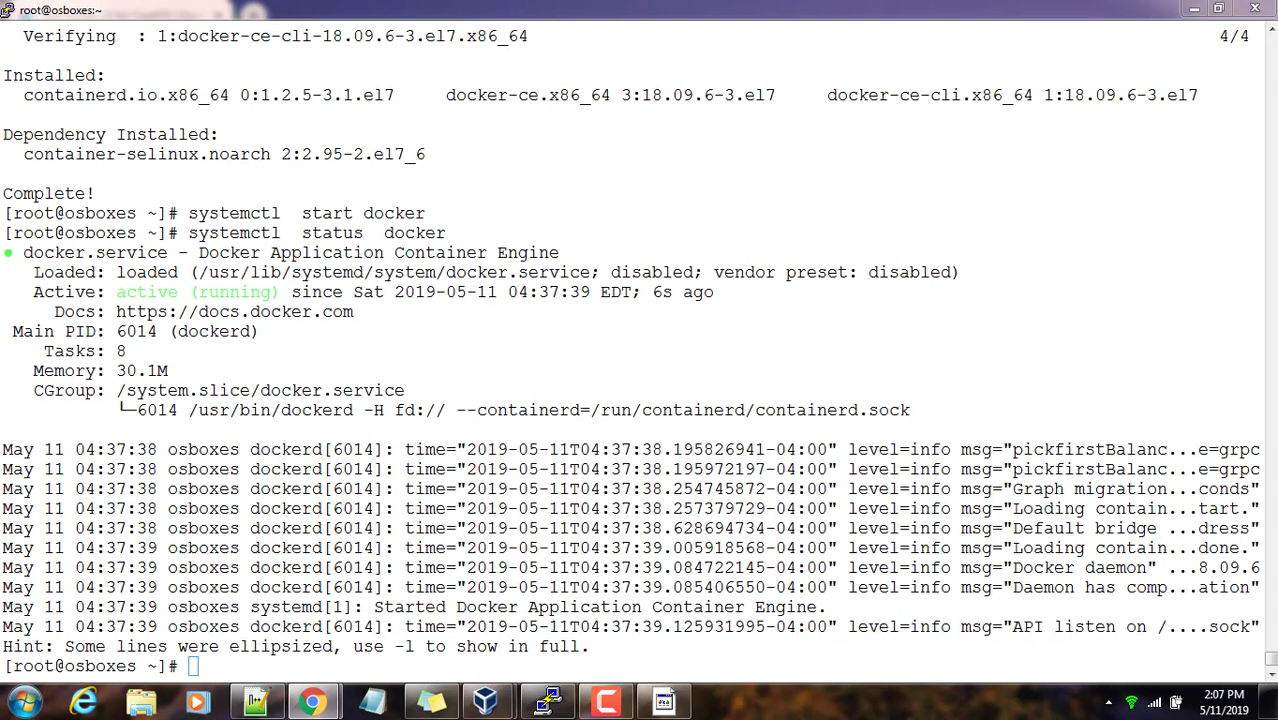 root@osboxes:~
Verifying  : 1:docker-ce-cli-18.09.6-3.el7.x86_64 4/4
Installed:
containerd.io.x86_64 0:1.2.5-3.1.el7 docker-ce.x86_64 3:18.09.6-3.el7 docker-ce-cli.x86_64 1:18.09.6-3.el7
Dependency Installed:
container-selinux.noarch 2:2.95-2.el7_6
Complete!
[root@osboxes ~]# systemctl  start docker
[root@osboxes ~]# systemctl  status  docker
● docker.service - Docker Application Container Engine
Loaded: loaded (/usr/lib/systemd/system/docker.service; disabled; vendor preset: disabled)
Active: active (running) since Sat 2019-05-11 04:37:39 EDT; 6s ago
Docs: https://docs.docker.com
Main PID: 6014 (dockerd)
Tasks: 8
Memory: 30.1M
CGroup: /system.slice/docker.service
└─6014 /usr/bin/dockerd -H fd:// --containerd=/run/containerd/containerd.sock
May 11 04:37:38 osboxes dockerd[6014]: time="2019-05-11T04:37:38.195826941-04:00" level=info msg="pickfirstBalanc...e=grpc
May 11 04:37:38 osboxes dockerd[6014]: time="2019-05-11T04:37:38.195972197-04:00" level=info msg="pickfirstBalanc...e=grpc
May 11 04:37:38 osboxes dockerd[6014]: time="2019-05-11T04:37:38.254745872-04:00" level=info msg="Graph migration...conds"
May 11 04:37:38 osboxes dockerd[6014]: time="2019-05-11T04:37:38.257379729-04:00" level=info msg="Loading contain...tart."
May 11 04:37:38 osboxes dockerd[6014]: time="2019-05-11T04:37:38.628694734-04:00" level=info msg="Default bridge ...dress"
May 11 04:37:39 osboxes dockerd[6014]: time="2019-05-11T04:37:39.005918568-04:00" level=info msg="Loading contain...done."
May 11 04:37:39 osboxes dockerd[6014]: time="2019-05-11T04:37:39.084722145-04:00" level=info msg="Docker daemon" ...8.09.6
May 11 04:37:39 osboxes dockerd[6014]: time="2019-05-11T04:37:39.085406550-04:00" level=info msg="Daemon has comp...ation"
May 11 04:37:39 osboxes systemd[1]: Started Docker Application Container Engine.
May 11 04:37:39 osboxes dockerd[6014]: time="2019-05-11T04:37:39.125931995-04:00" level=info msg="API listen on /....sock"
Hint: Some lines were ellipsized, use -l to show in full.
[root@osboxes ~]#
2:07 PM
5/11/2019